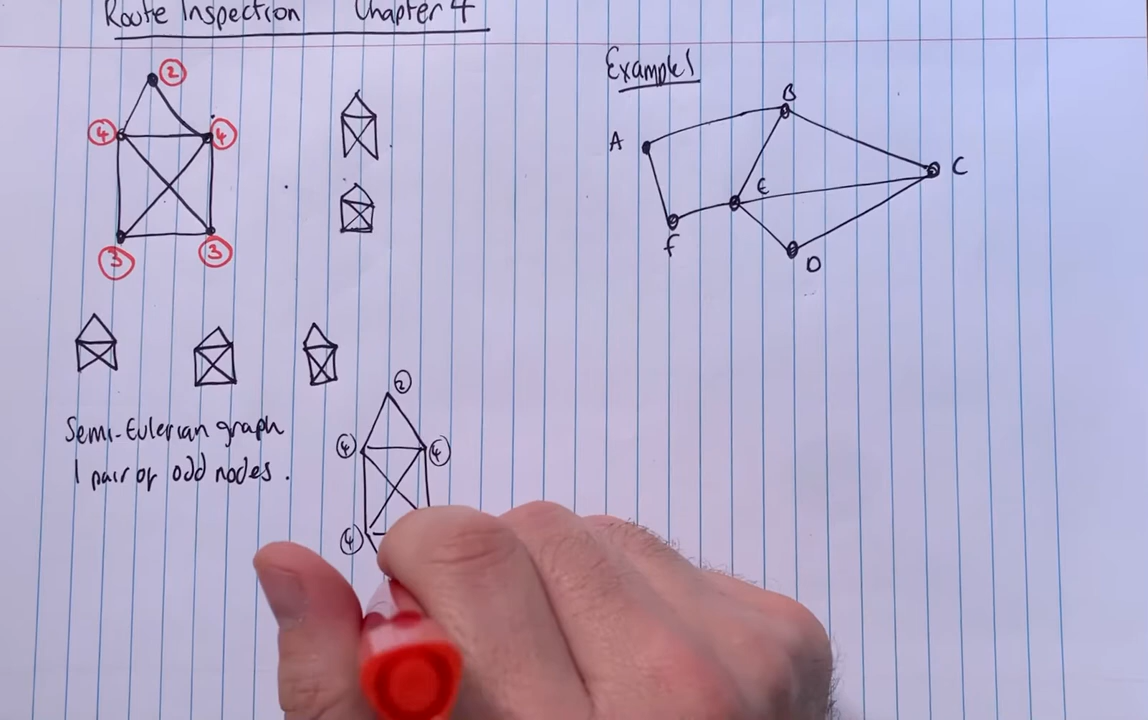 Route Inspection Chapter 4
2
4 4
3 3
Semi-Eulerian graph
1 pair of odd nodes.
2
4 4
4
Example 1
B
A
C
E
F
D